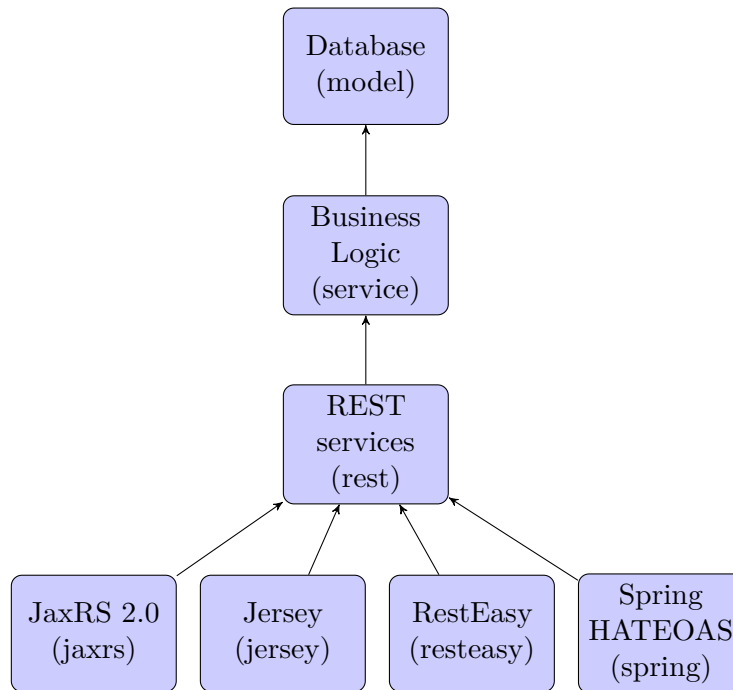 Database
(model)
Business
Logic
(service)
REST
services
(rest)
JaxRS 2.0
(jaxrs)
Jersey
(jersey)
RestEasy
(resteasy)
Spring
HATEOAS
(spring)